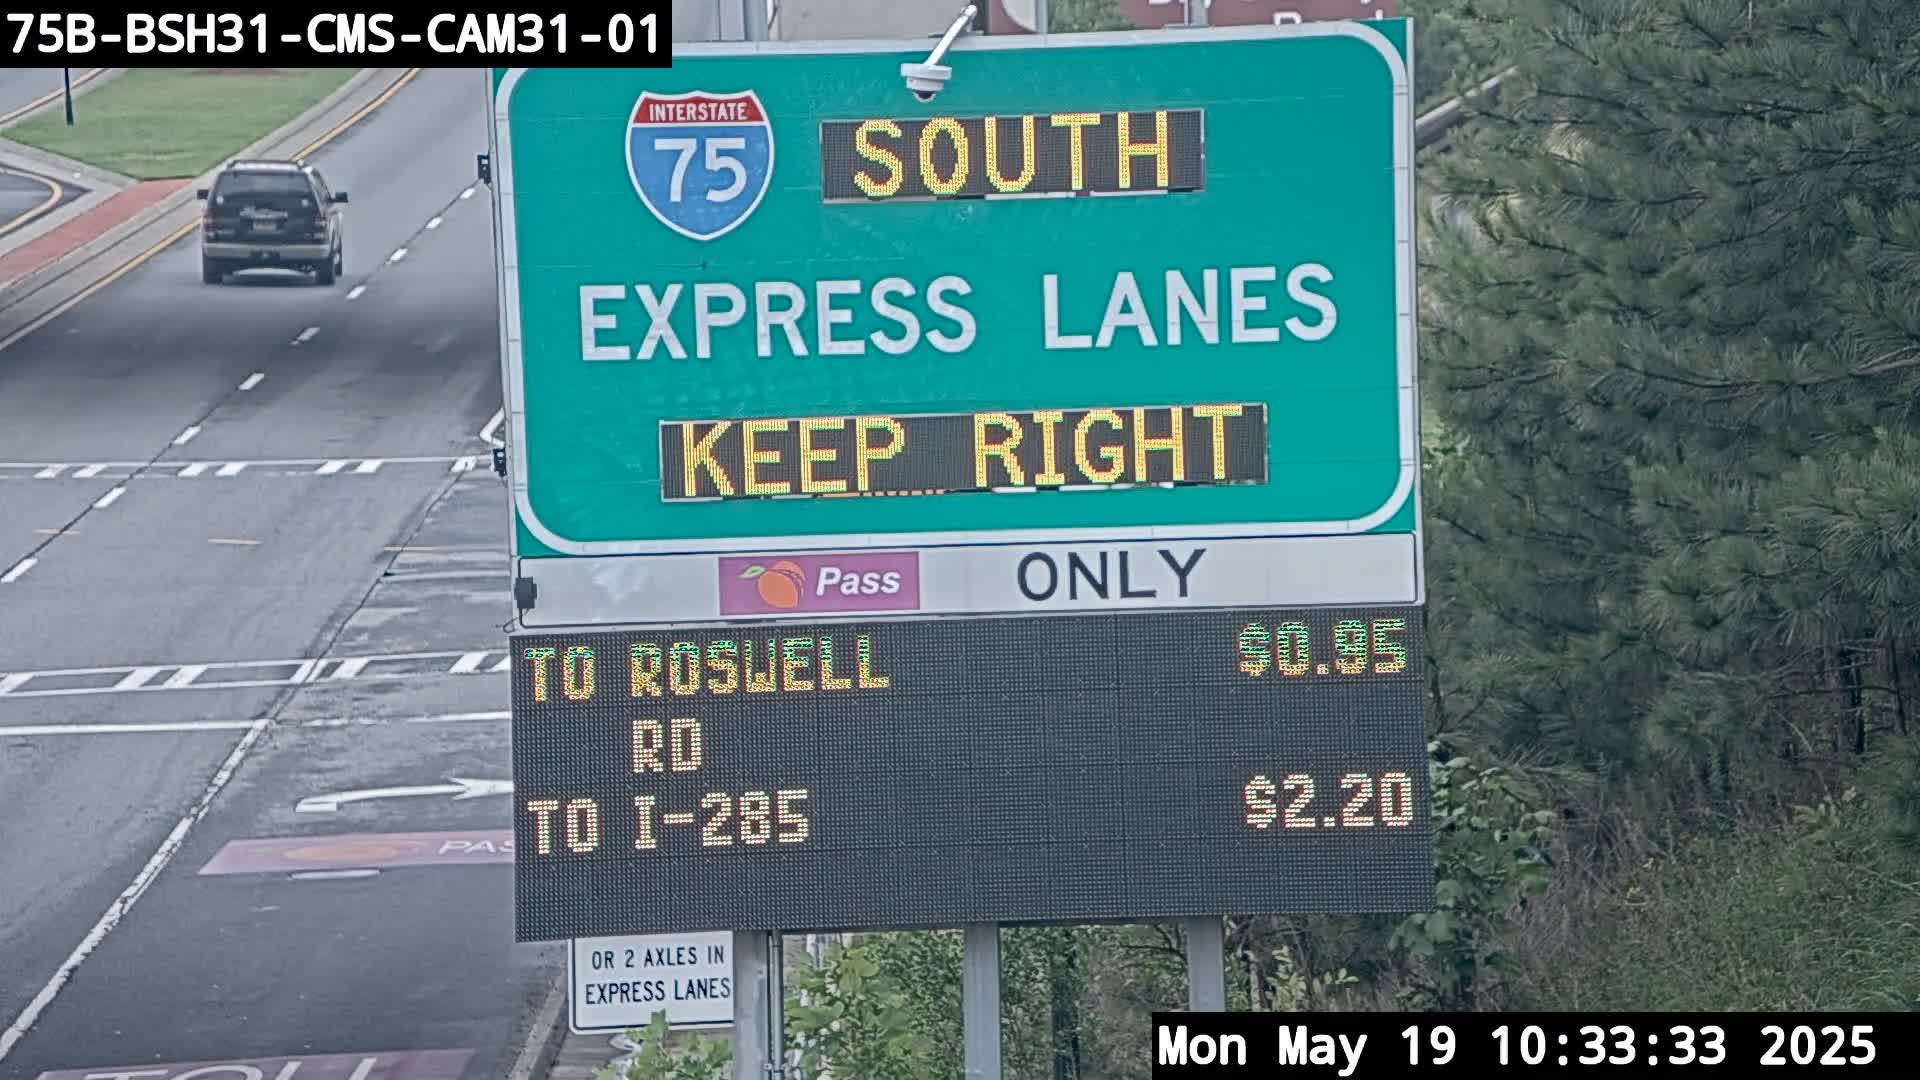 75B-BSH31-CMS-CAM31-01
INTERSTATE
75
SOUTH
EXPRESS LANES
KEEP RIGHT
Pass
ONLY
TO ROSWELL $0.95
RD
TO I-285 $2.20
OR 2 AXLES IN
EXPRESS LANES
TOLL
Mon May 19 10:33:33 2025